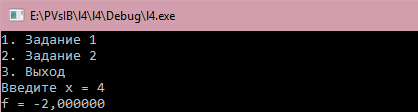 E:\PVslB\l4\l4\Debug\l4.exe
1. Задание 1
2. Задание 2
3. Выход
Введите x = 4
f = -2,000000